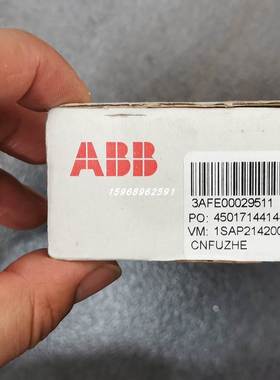 ABB
15968962591
3AFE00029511
PO: 4501714414
VM: 1SAP214200
CNFUZHE